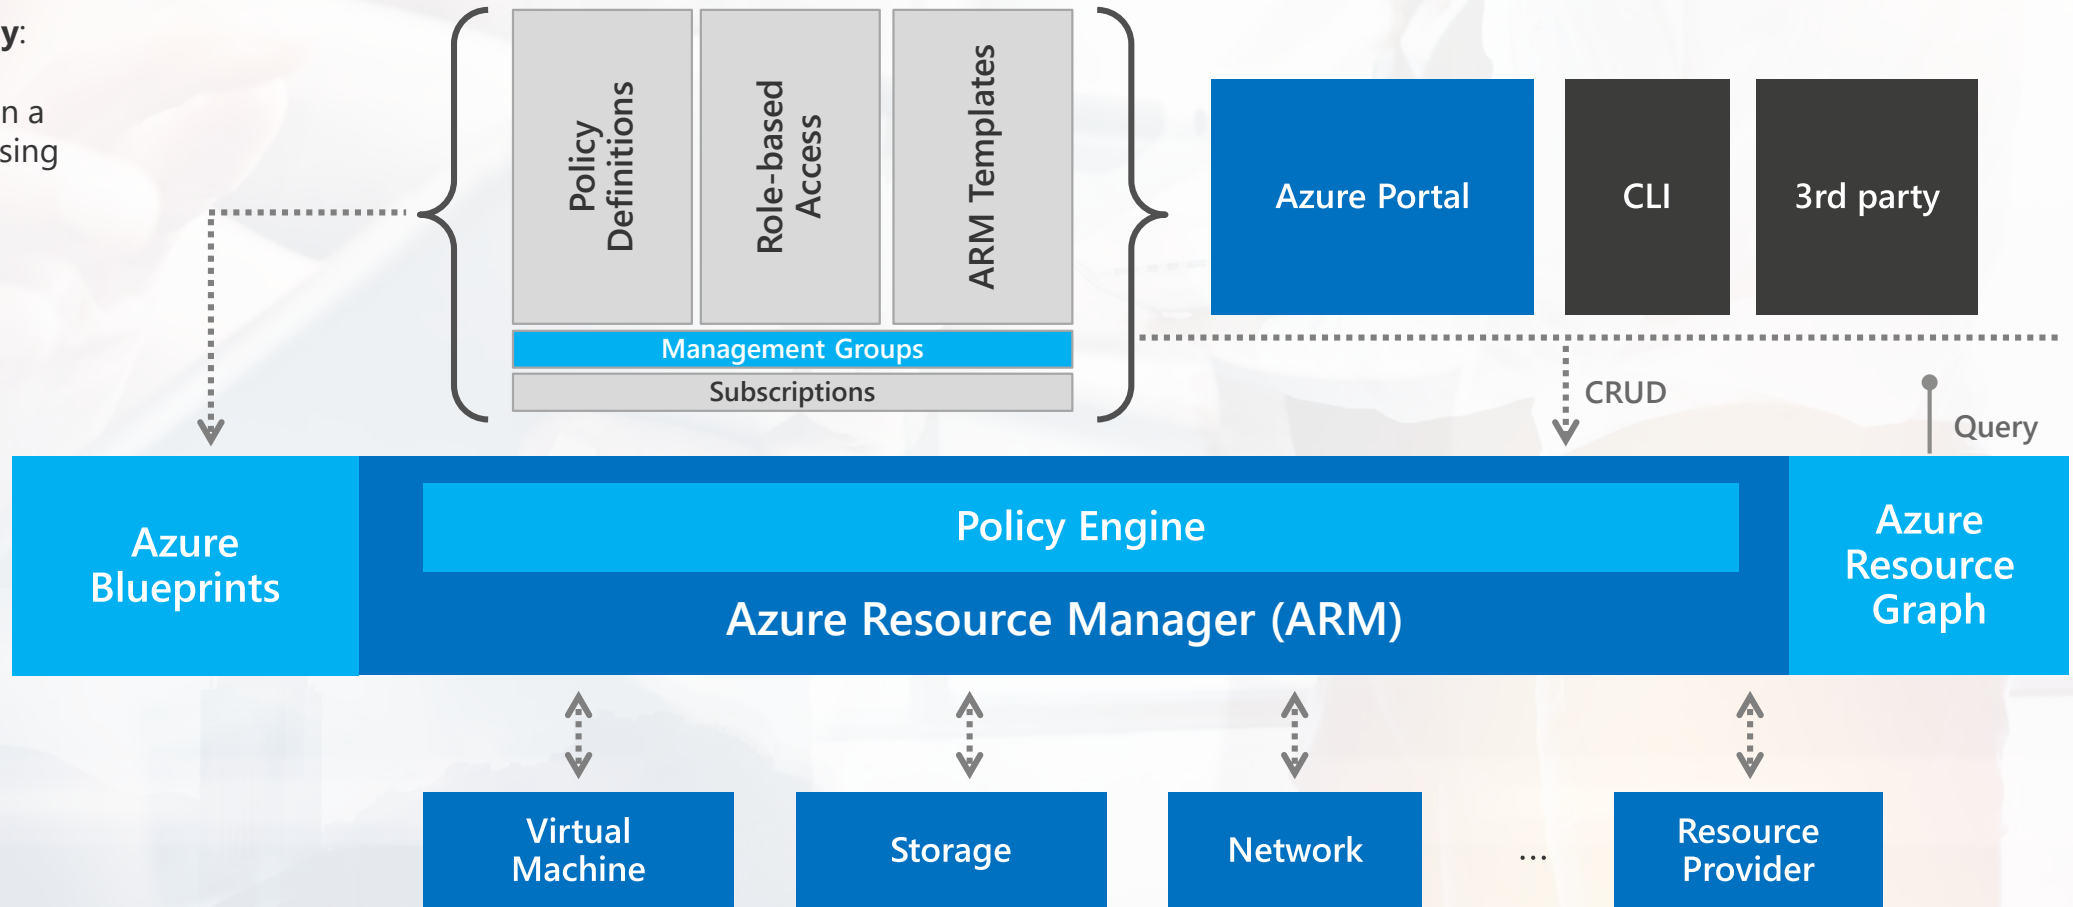 y:
n a
sing
Policy
Definitions
Role-based
Access
ARM Templates
Management Groups
Subscriptions
Azure Portal
CLI
3rd party
CRUD
Query
Azure
Blueprints
Policy Engine
Azure Resource Manager (ARM)
Azure
Resource
Graph
Virtual
Machine
Storage
Network
...
Resource
Provider